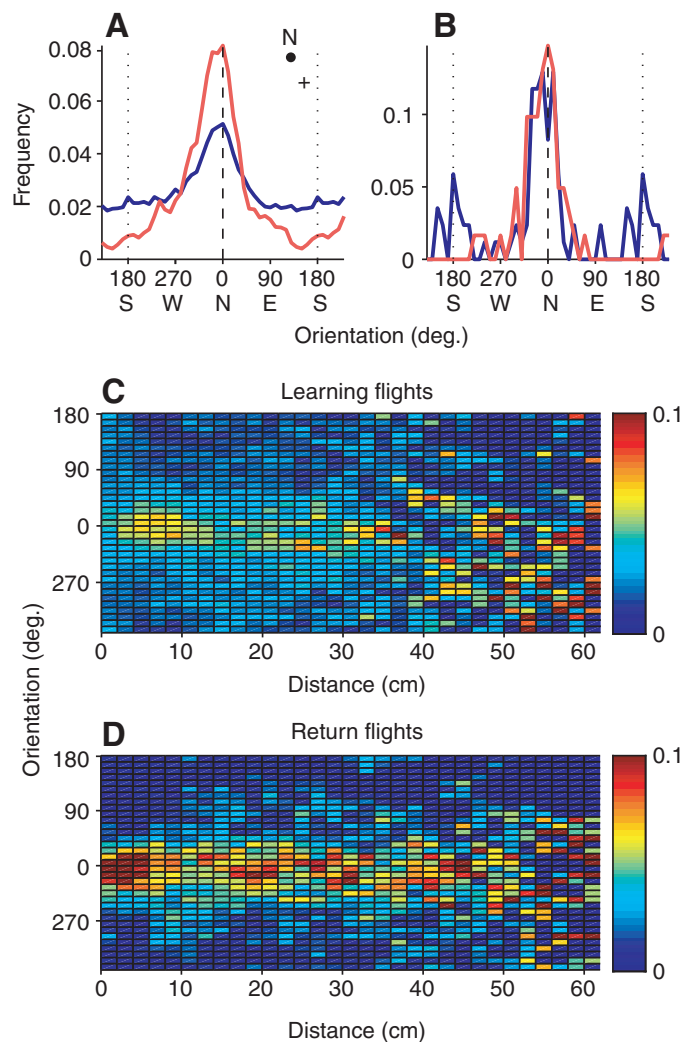 A
B
N
+
0.08
0.06
0.04
0.02
0
0.1
0.05
0
Frequency
180 270 0 90 180
S W N E S
180 270 0 90 180
S W N E S
Orientation (deg.)
C
Learning flights
180
90
0
270
0 10 20 30 40 50 60
0.1
0
Distance (cm)
Orientation (deg.)
D
Return flights
180
90
0
270
0 10 20 30 40 50 60
0.1
0
Distance (cm)